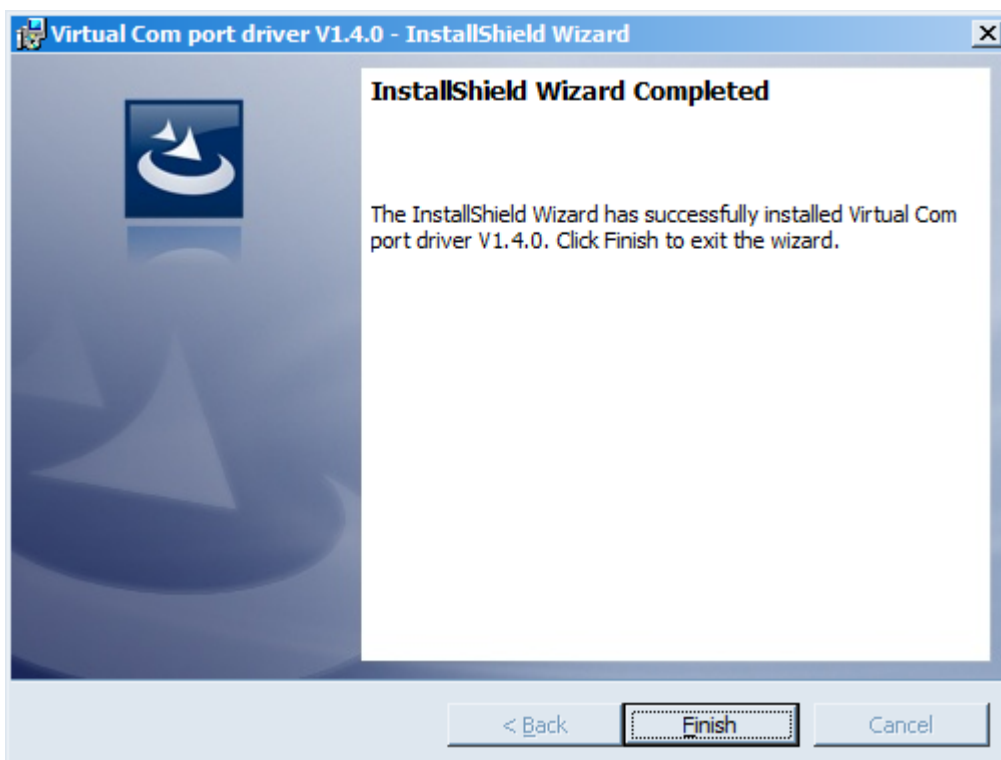 Virtual Com port driver V1.4.0 - InstallShield Wizard
InstallShield Wizard Completed
The InstallShield Wizard has successfully installed Virtual Com
port driver V1.4.0. Click Finish to exit the wizard.
< Back Finish Cancel